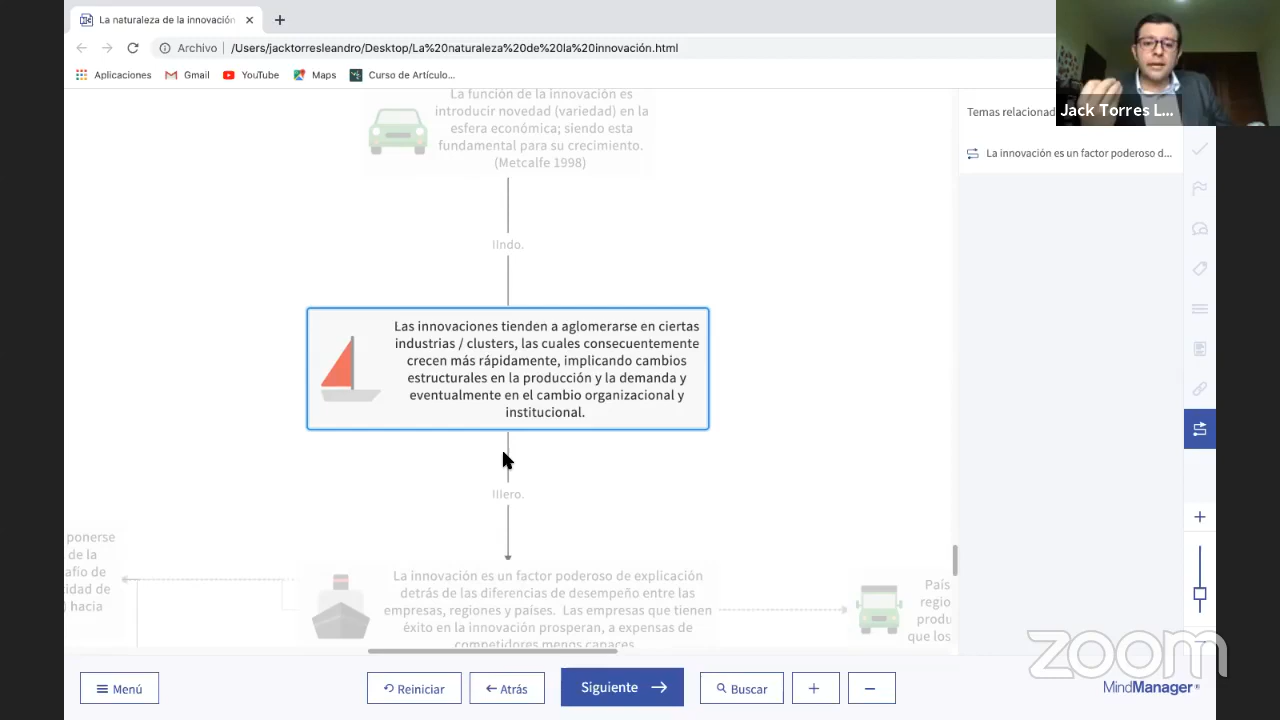 La naturaleza de la innovación
Archivo
/Users/jacktorresleandro/Desktop/La%20naturaleza%20de%20la%20innovación.html
Aplicaciones
Gmail
YouTube
Maps
Curso de Artículo...
Jack Torres L...
Temas relacionad
La innovación es un factor poderoso d...
La función de la innovación es
introducir novedad (variedad) en la
esfera económica; siendo esta
fundamental para su crecimiento.
(Metcalfe 1998)
IIndo.
Las innovaciones tienden a aglomerarse en ciertas
industrias / clusters, las cuales consecuentemente
crecen más rápidamente, implicando cambios
estructurales en la producción y la demanda y
eventualmente en el cambio organizacional y
institucional.
IIIero.
ponerse
de la
afío de
idad de
) hacia
La innovación es un factor poderoso de explicación
detrás de las diferencias de desempeño entre las
empresas, regiones y países. Las empresas que tienen
éxito en la innovación prosperan, a expensas de
competidores menos capaces.
País
regio
produ
que los
zoom
MindManager®
Menú
Reiniciar
Atrás
Siguiente
Buscar